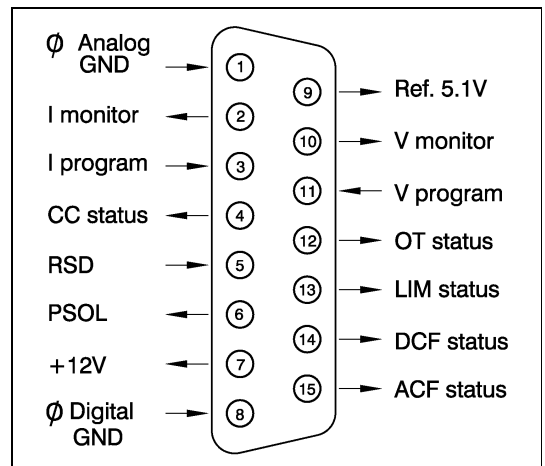 ϕ Analog
GND
1
I monitor
2
I program
3
CC status
4
RSD
5
PSOL
6
+12V
7
ϕ Digital
GND
8
9
Ref. 5.1V
10
V monitor
11
V program
12
OT status
13
LIM status
14
DCF status
15
ACF status